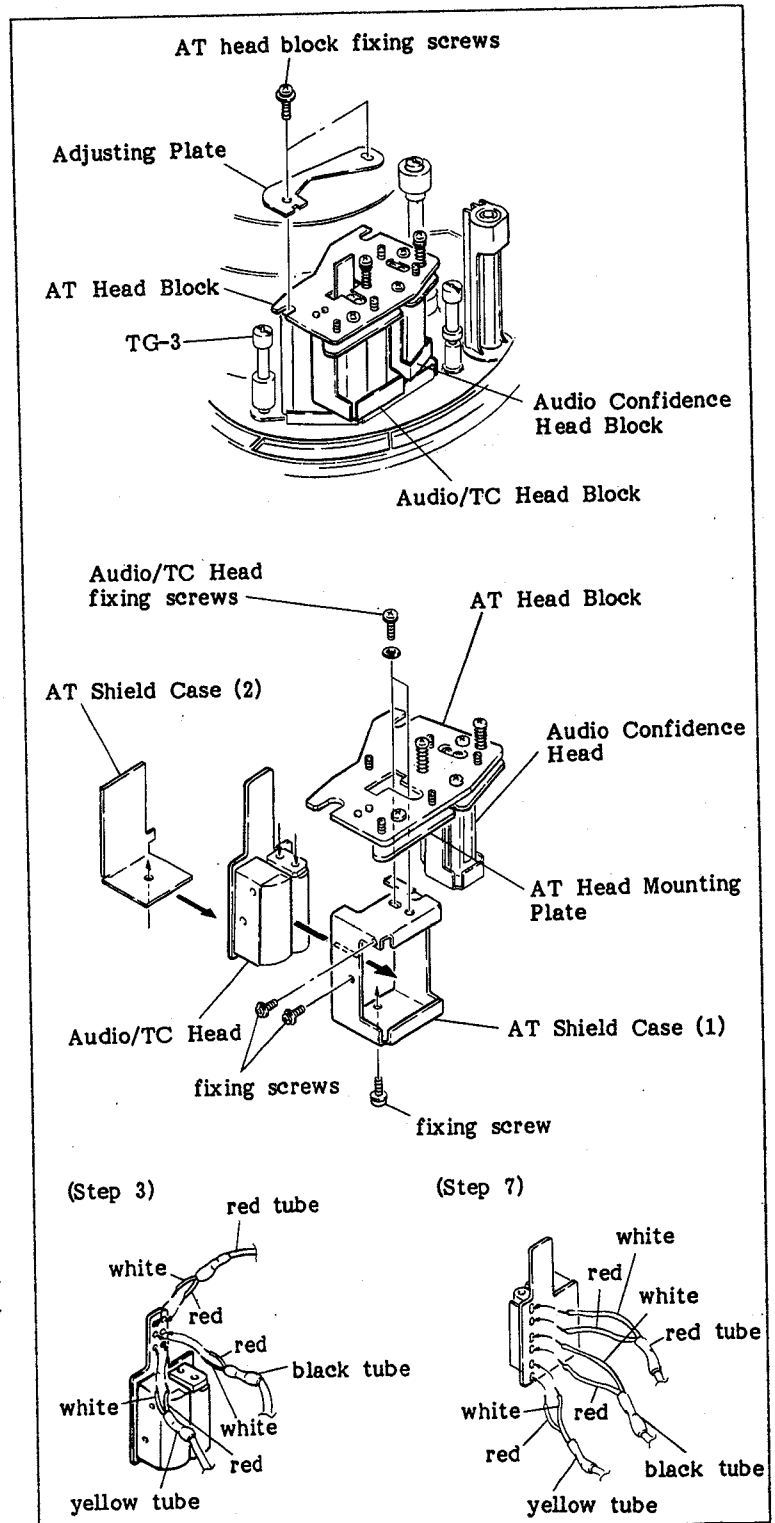 AT head block fixing screws
Adjusting Plate
AT Head Block
TG-3
Audio Confidence
Head Block
Audio/TC Head Block
Audio/TC Head
fixing screws
AT Head Block
AT Shield Case (2)
Audio Confidence
Head
AT Head Mounting
Plate
Audio/TC Head
AT Shield Case (1)
fixing screws
fixing screw
(Step 3)
red tube
white
red
red
black tube
white
white
red
yellow tube
(Step 7)
white
red
white
red tube
red
white
red
black tube
yellow tube